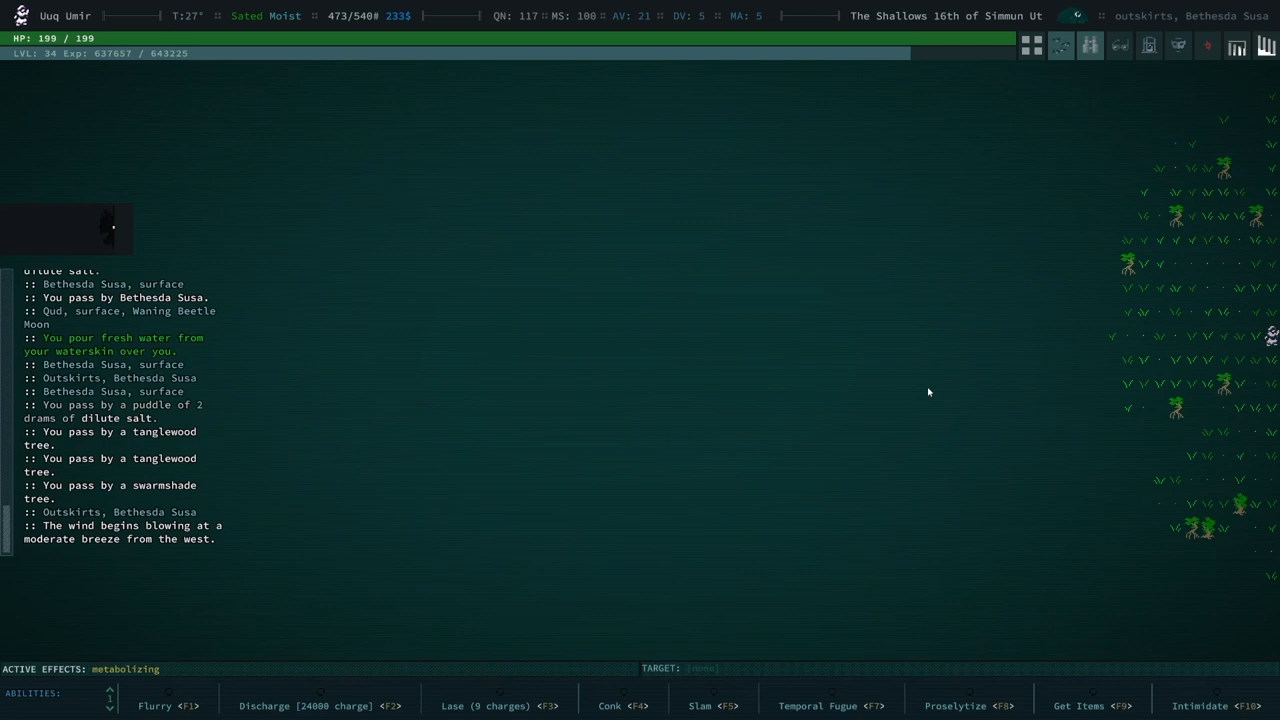 Uuq Umir T:27° :: Sated Moist :: 473/540# 233$ QN: 117 :: MS: 100 :: AV: 21 :: DV: 5 :: MA: 5 The Shallows 16th of Simmun Ut :: outskirts, Bethesda Susa
HP: 199 / 199
LVL: 34 Exp: 637657 / 643225
dilute salt.
:: Bethesda Susa, surface
:: You pass by Bethesda Susa.
:: Qud, surface, Waning Beetle
Moon
:: You pour fresh water from
your waterskin over you.
:: Bethesda Susa, surface
:: Outskirts, Bethesda Susa
:: Bethesda Susa, surface
:: You pass by a puddle of 2
drams of dilute salt.
:: You pass by a tanglewood
tree.
:: You pass by a tanglewood
tree.
:: You pass by a swarmshade
tree.
:: Outskirts, Bethesda Susa
:: The wind begins blowing at a
moderate breeze from the west.
ACTIVE EFFECTS: metabolizing TARGET: [none]
ABILITIES: 1 Flurry <F1> Discharge [24000 charge] <F2> Lase (9 charges) <F3> Conk <F4> Slam <F5> Temporal Fugue <F7> Proselytize <F8> Get Items <F9> Intimidate <F10>